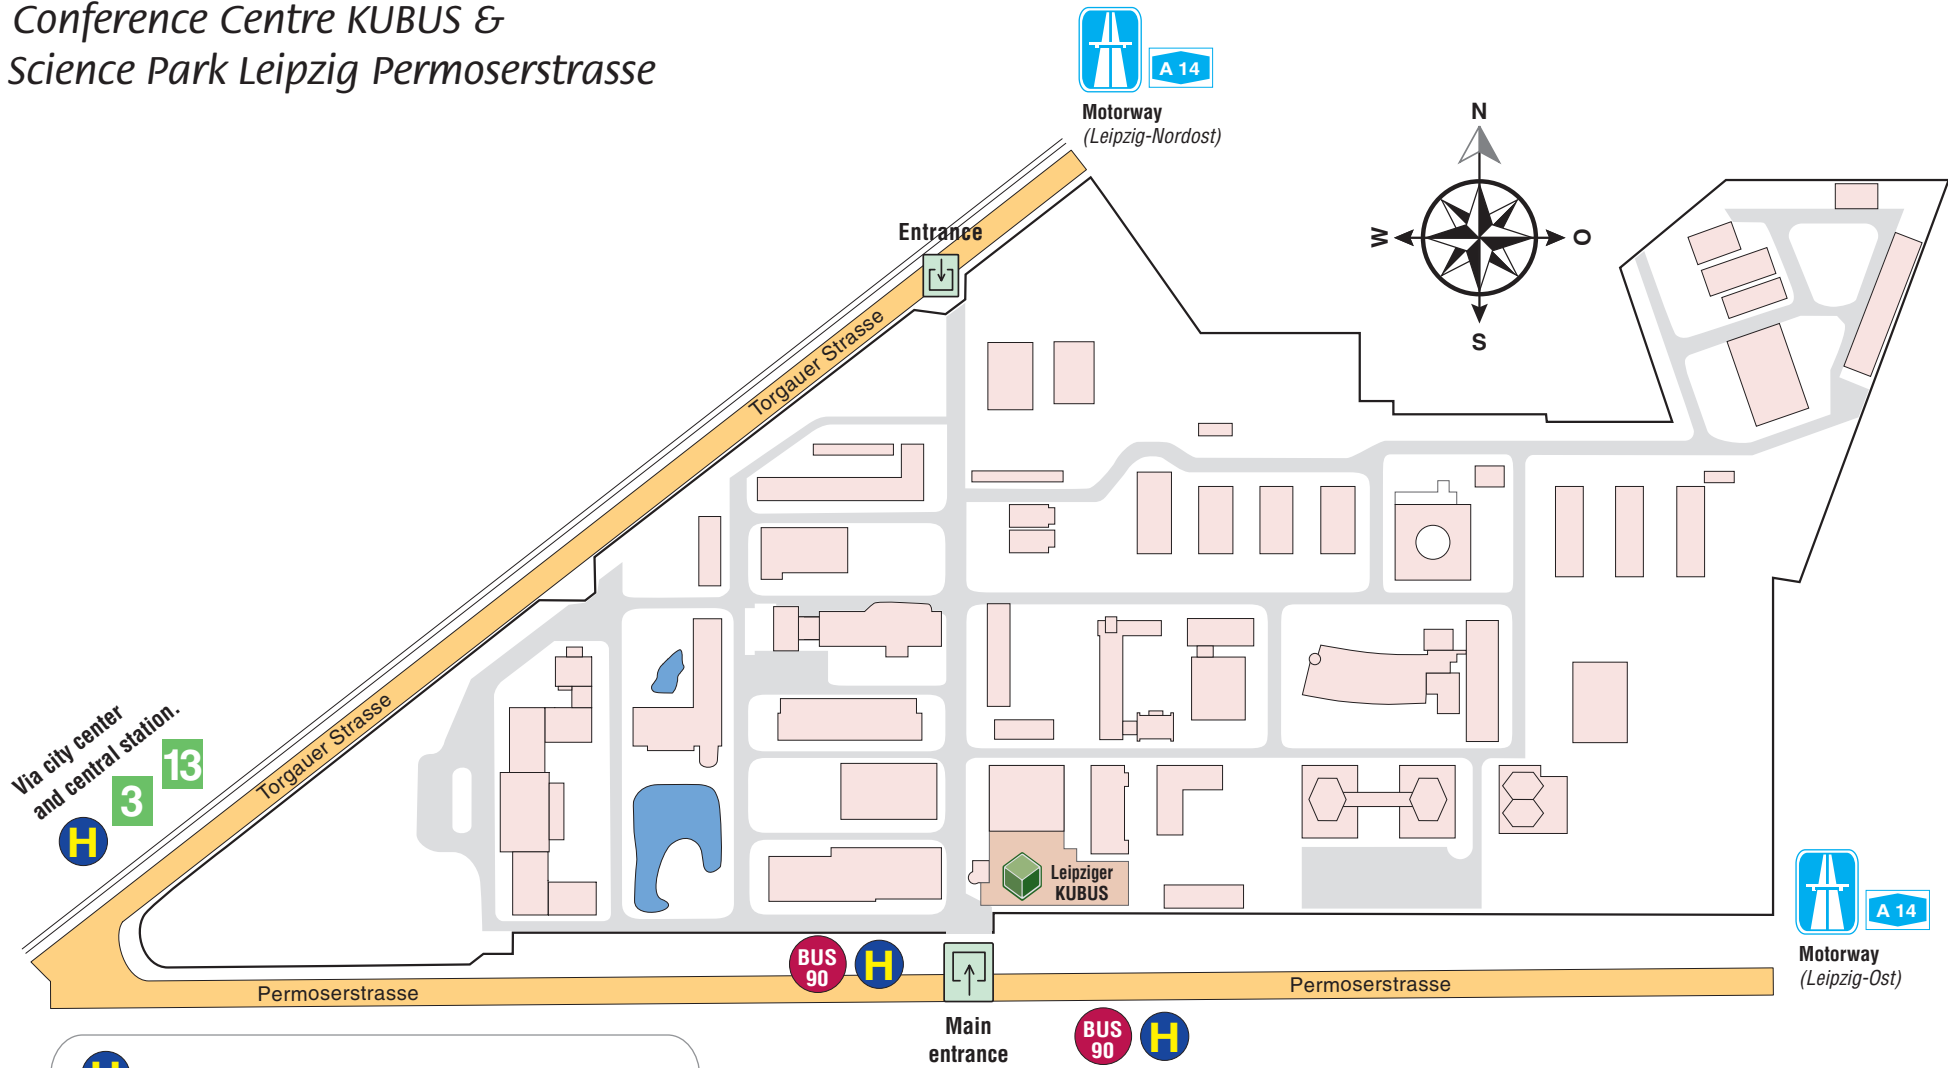 Conference Centre KUBUS &
Science Park Leipzig Permoserstrasse
A 14
Motorway
(Leipzig-Nordost)
N
W
O
S
Entrance
Torgauer Strasse
Torgauer Strasse
Via city center
and central station.
13
3
H
Leipziger
KUBUS
A 14
Motorway
(Leipzig-Ost)
BUS
90
H
Permoserstrasse
Permoserstrasse
Main
entrance
BUS
90
H
H